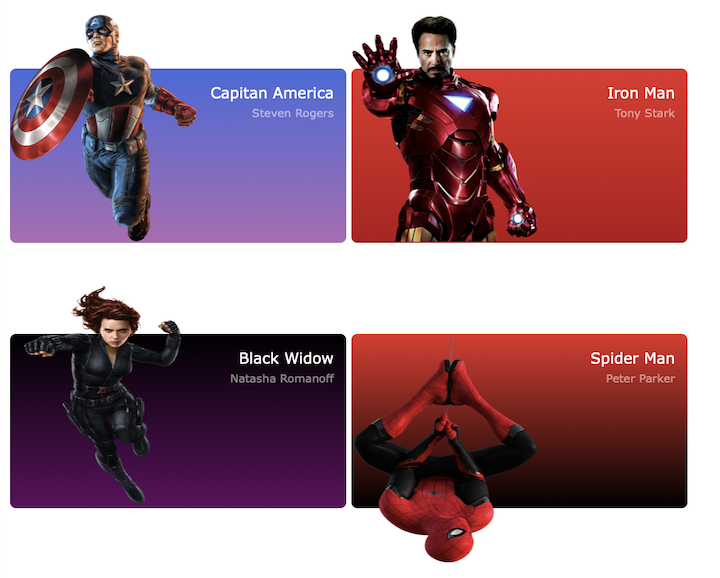 Capitan America
Steven Rogers
Iron Man
Tony Stark
Black Widow
Natasha Romanoff
Spider Man
Peter Parker